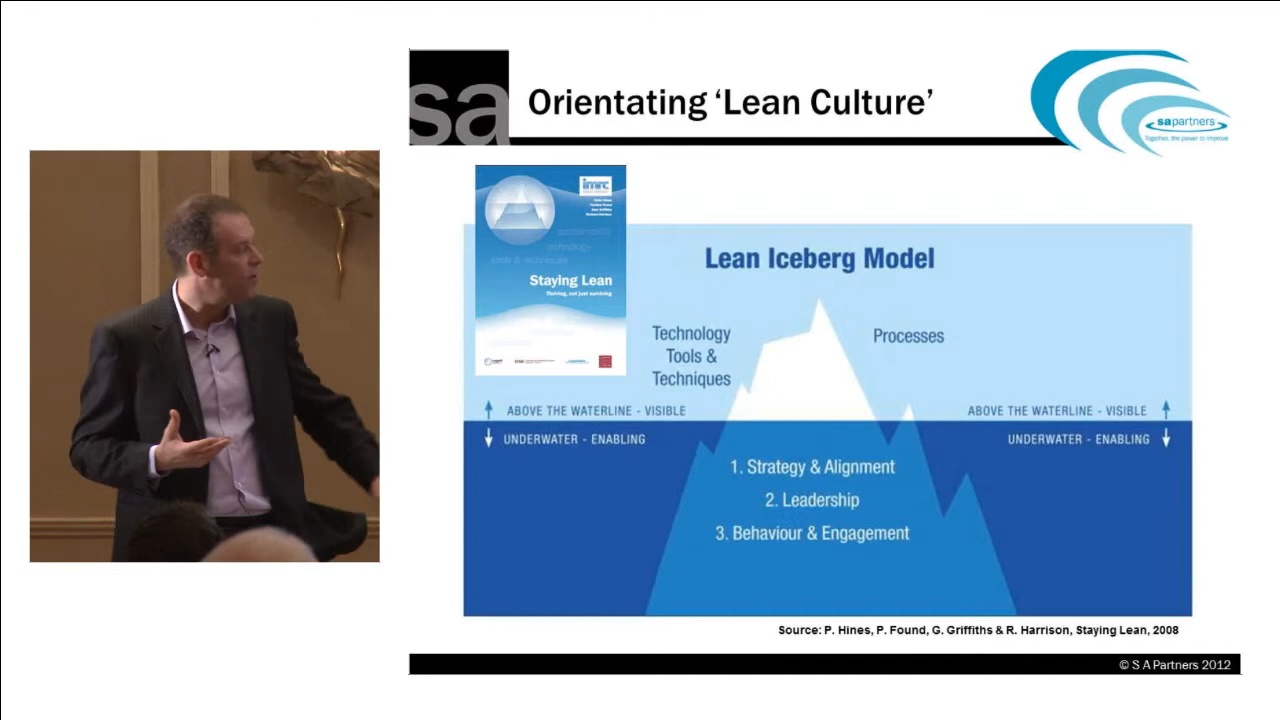 sa
Orientating ‘Lean Culture’
sapartners
Together, the power to improve
imrc
Staying Lean
Thriving, not just surviving
Lean Iceberg Model
Technology
Tools &
Techniques
Processes
ABOVE THE WATERLINE - VISIBLE
ABOVE THE WATERLINE - VISIBLE
UNDERWATER - ENABLING
UNDERWATER - ENABLING
1. Strategy & Alignment
2. Leadership
3. Behaviour & Engagement
Source: P. Hines, P. Found, G. Griffiths & R. Harrison, Staying Lean, 2008
© S A Partners 2012